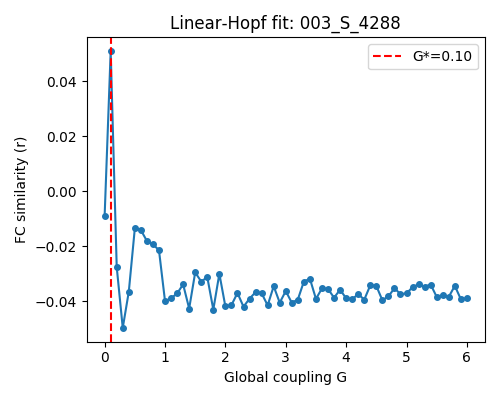 Linear-Hopf fit: 003_S_4288
G*=0.10
FC similarity (r)
0.04
0.02
0.00
−0.02
−0.04
0 1 2 3 4 5 6
Global coupling G